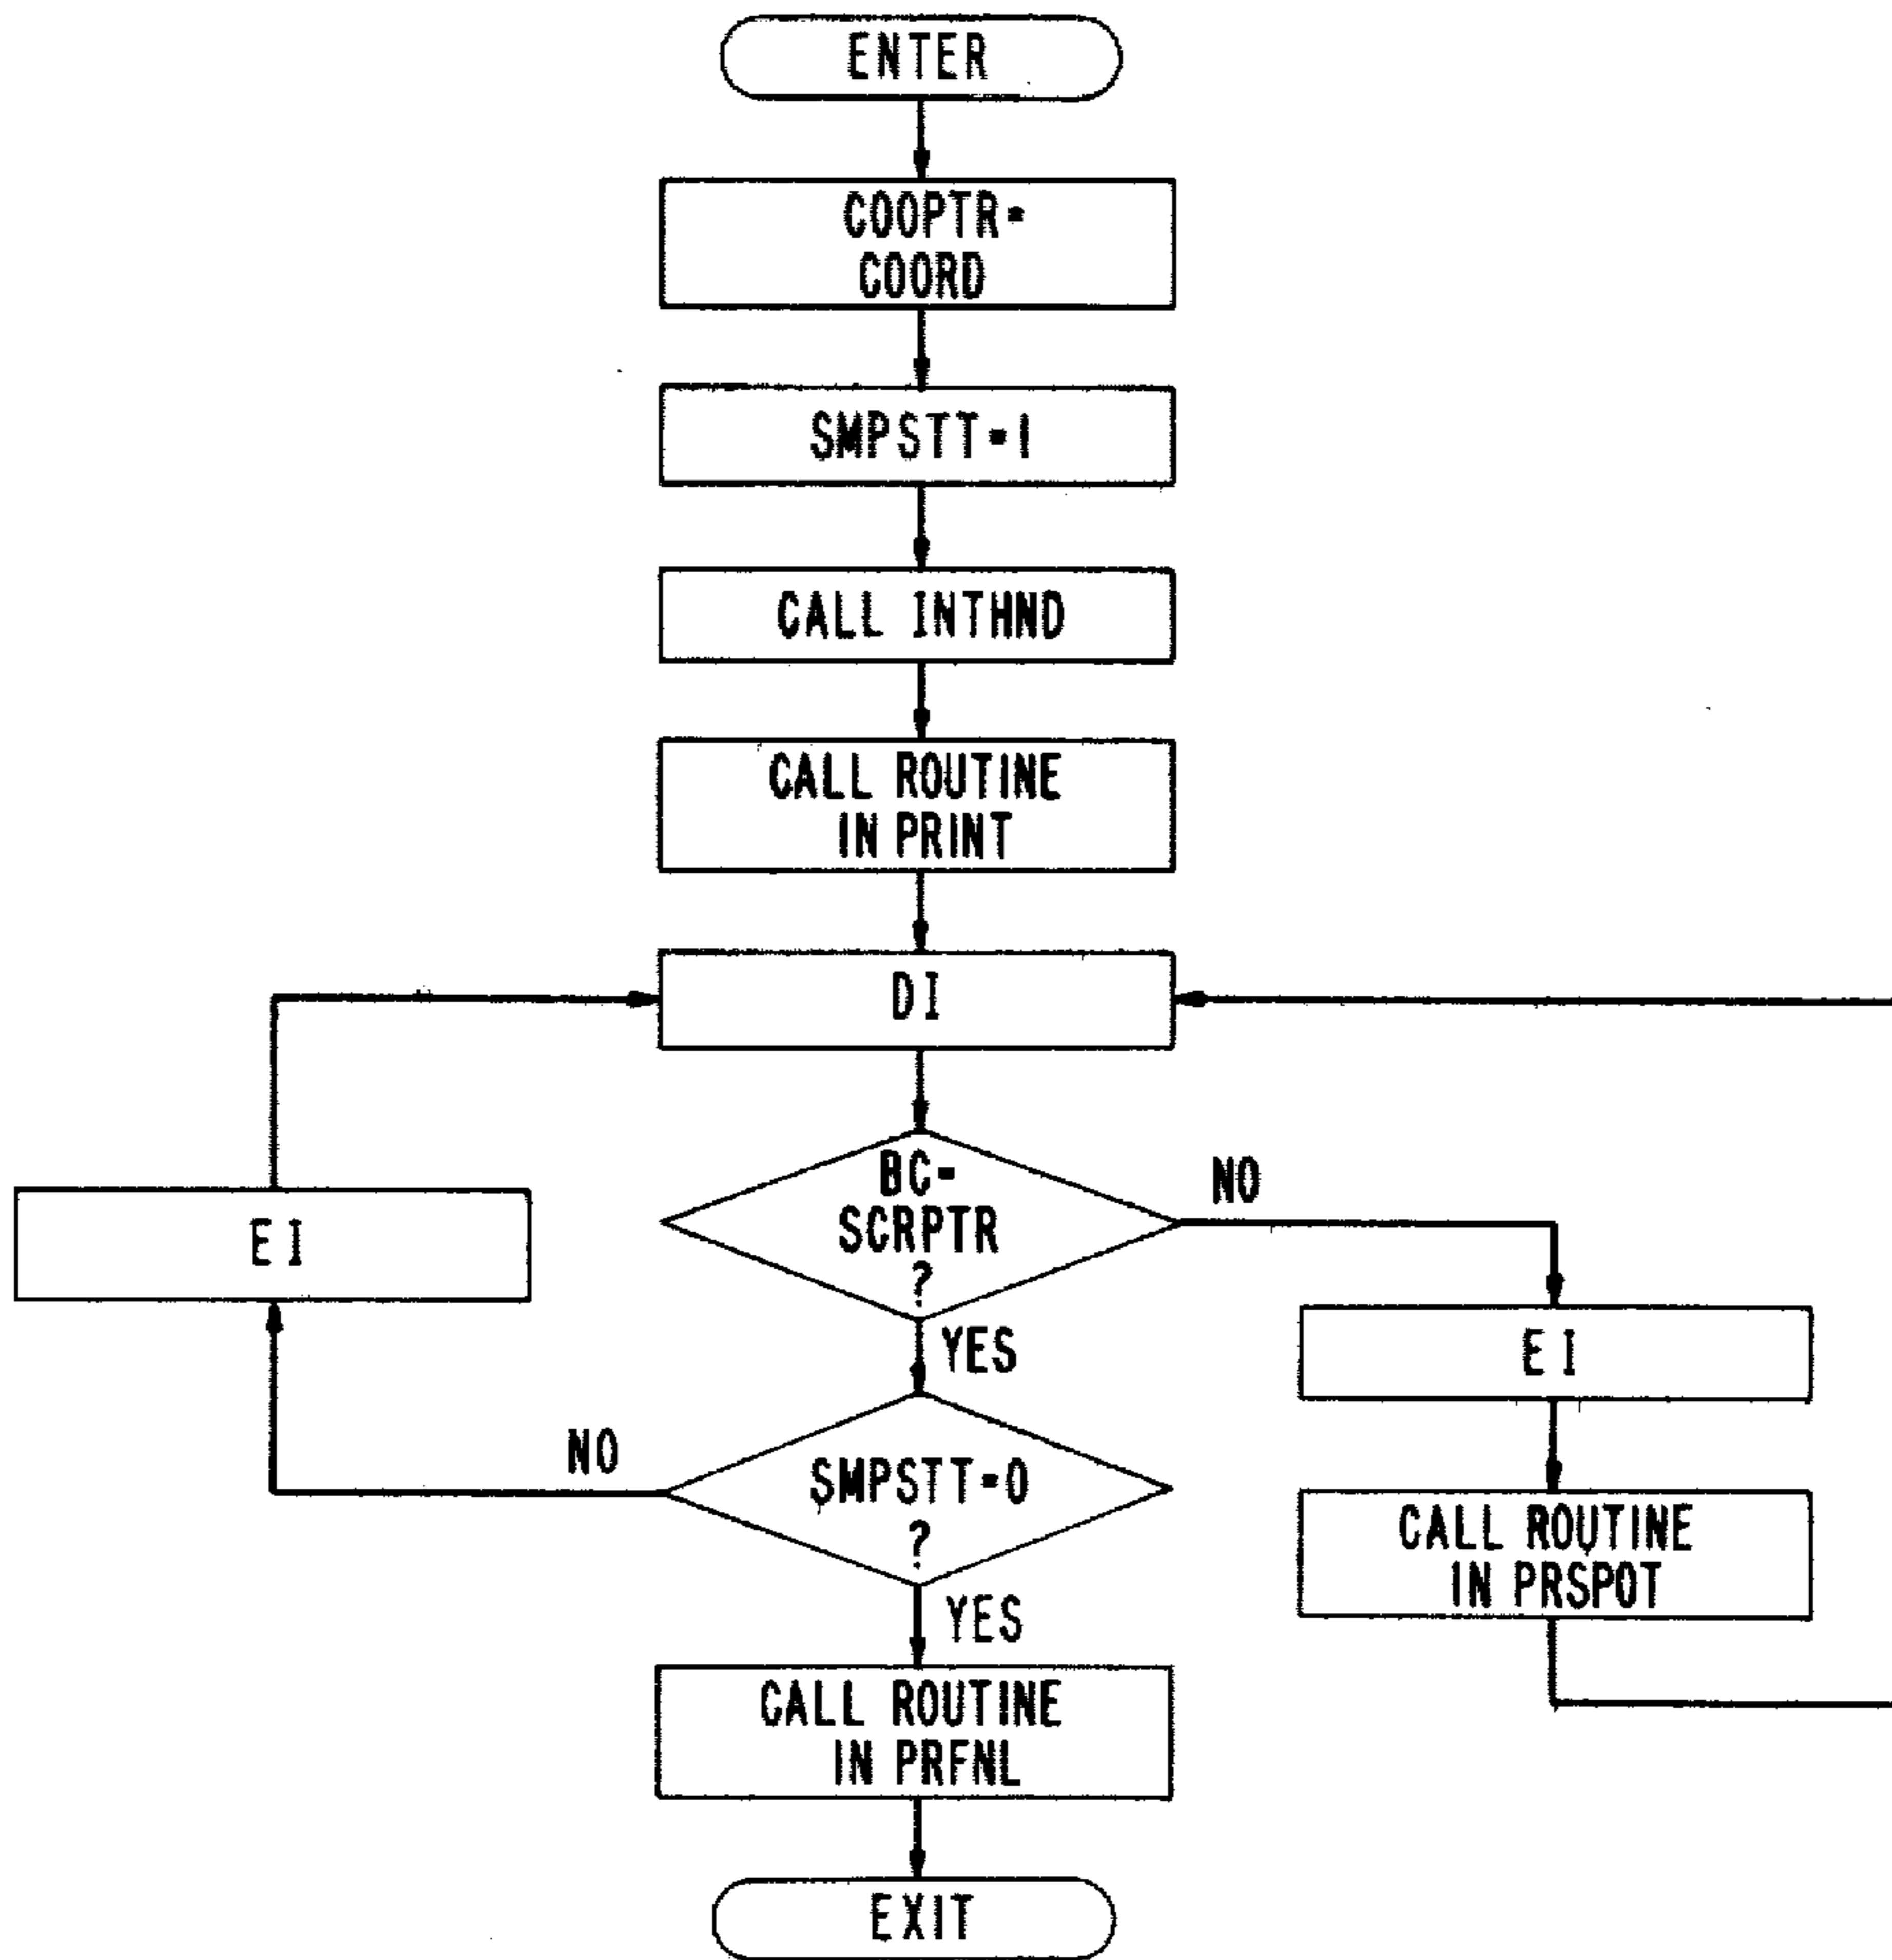 ENTER
COOPTR=
COORD
SMPSTT=1
CALL INTHND
CALL ROUTINE
IN PRINT
DI
BC=
SCRPTR
?
NO
EI
YES
EI
NO
SMPSTT=0
?
CALL ROUTINE
IN PRSPOT
YES
CALL ROUTINE
IN PRFNL
EXIT